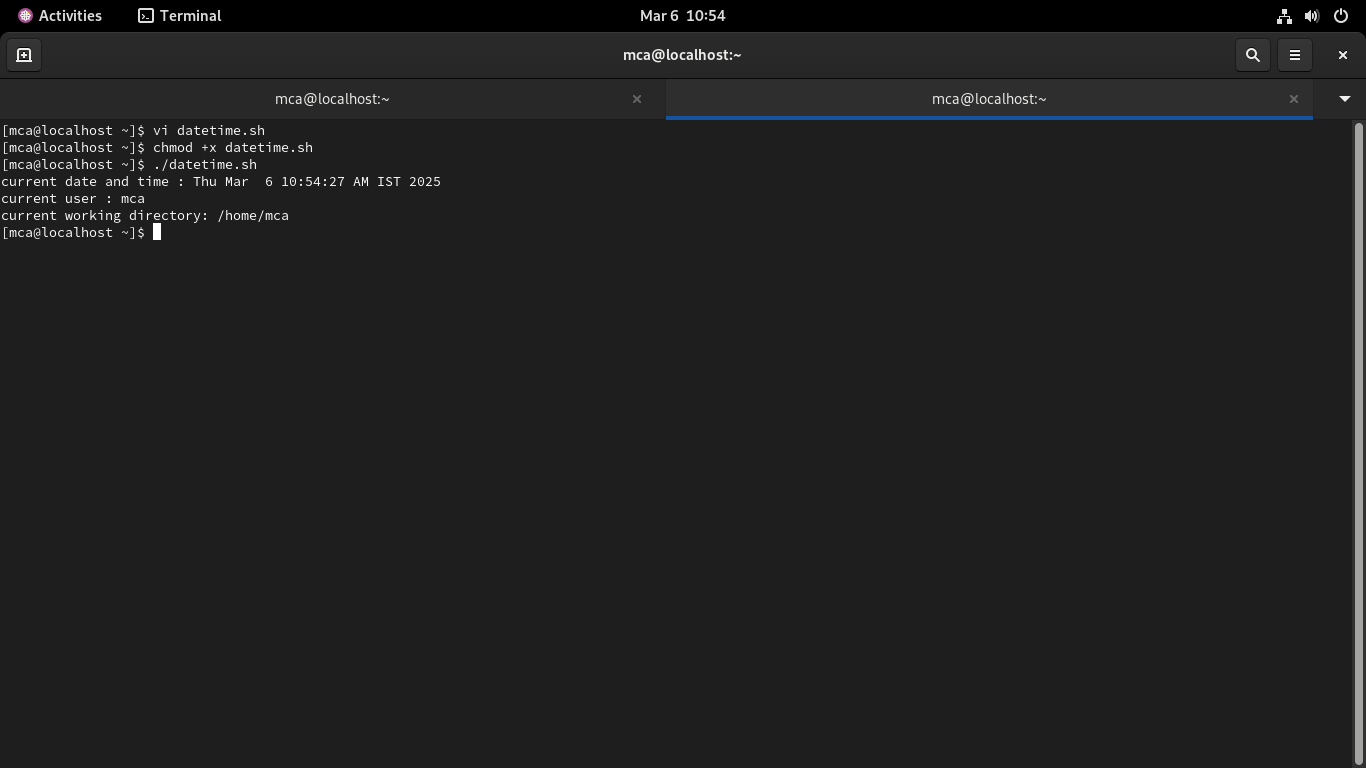 Activities Terminal Mar 6 10:54
mca@localhost:~
mca@localhost:~ mca@localhost:~
[mca@localhost ~]$ vi datetime.sh
[mca@localhost ~]$ chmod +x datetime.sh
[mca@localhost ~]$ ./datetime.sh
current date and time : Thu Mar  6 10:54:27 AM IST 2025
current user : mca
current working directory: /home/mca
[mca@localhost ~]$